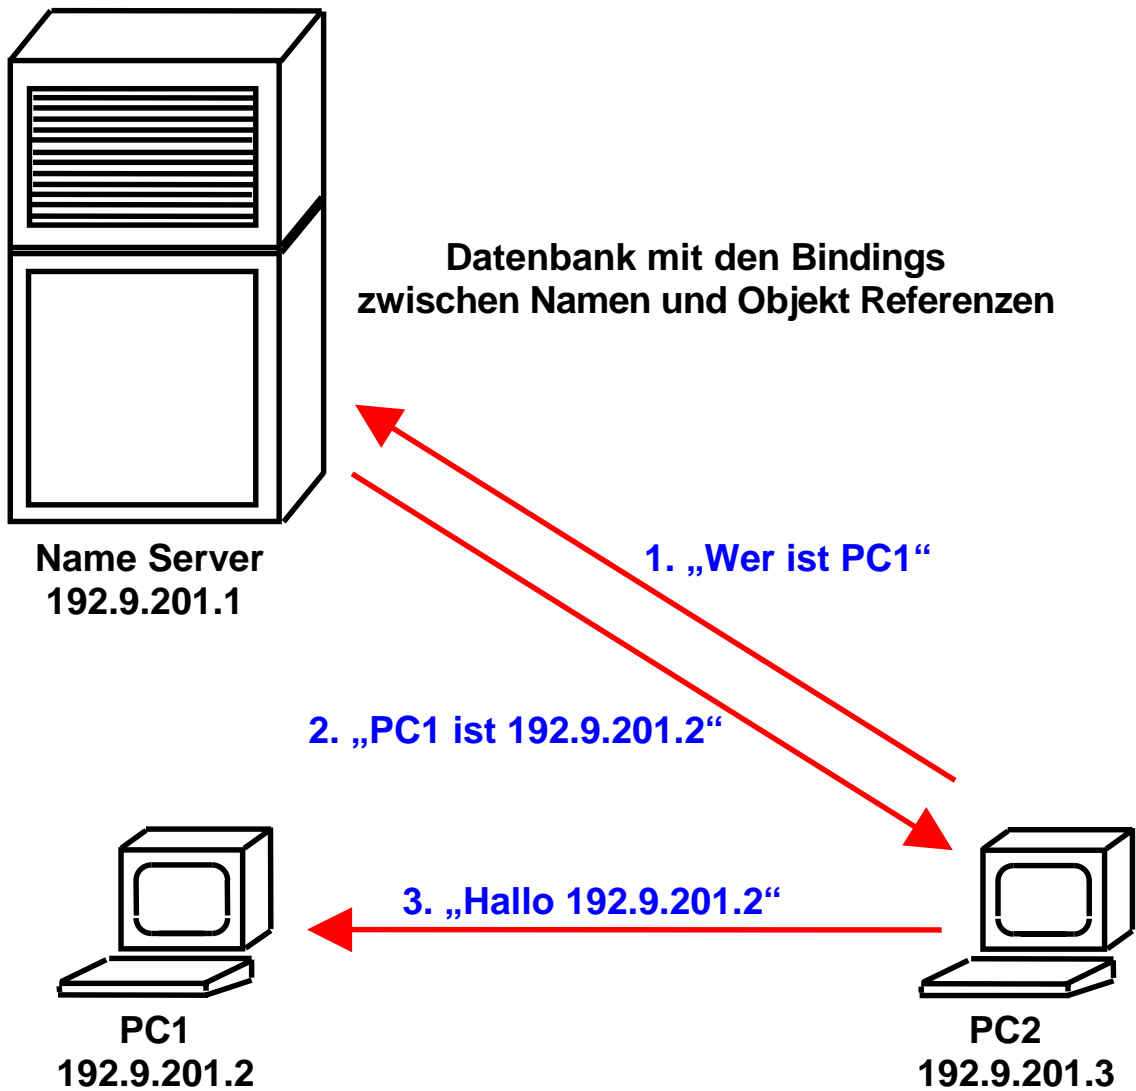 Datenbank mit den Bindings
zwischen Namen und Objekt Referenzen
Name Server
192.9.201.1
1. „Wer ist PC1“
2. „PC1 ist 192.9.201.2“
3. „Hallo 192.9.201.2“
PC1
192.9.201.2
PC2
192.9.201.3